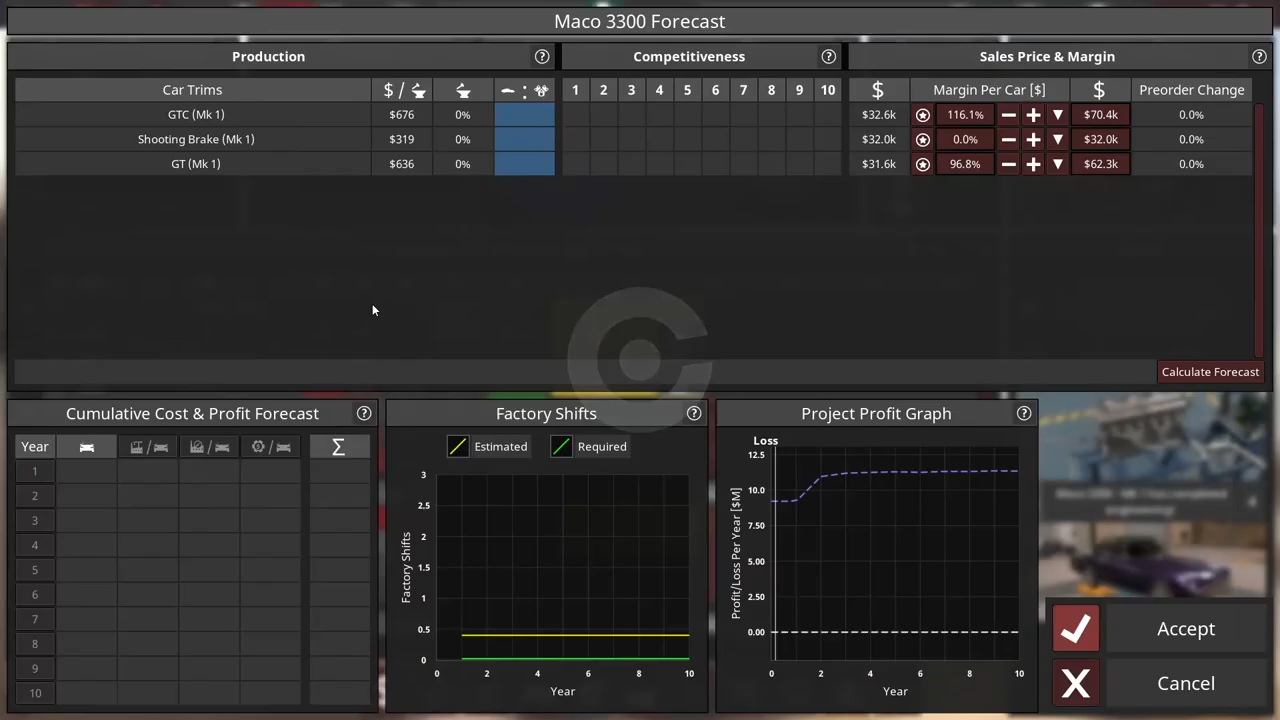 Maco 3300 Forecast
Production ? Competitiveness ? Sales Price & Margin ?
Car Trims $ / 1 2 3 4 5 6 7 8 9 10 $ Margin Per Car [$] $ Preorder Change
GTC (Mk 1) $676 0% $32.6k 116.1% $70.4k 0.0%
Shooting Brake (Mk 1) $319 0% $32.0k 0.0% $32.0k 0.0%
GT (Mk 1) $636 0% $31.6k 96.8% $62.3k 0.0%
Calculate Forecast
Cumulative Cost & Profit Forecast ?
Year / / / Σ
1
2
3
4
5
6
7
8
9
10
Factory Shifts ?
Estimated Required
3
2.5
2
1.5
1
0.5
0
Factory Shifts
0 2 4 6 8 10
Year
Project Profit Graph ?
Loss
12.5
10.0
7.50
5.00
2.50
0.00
Profit/Loss Per Year [$M]
0 2 4 6 8 10
Year
Accept
Cancel